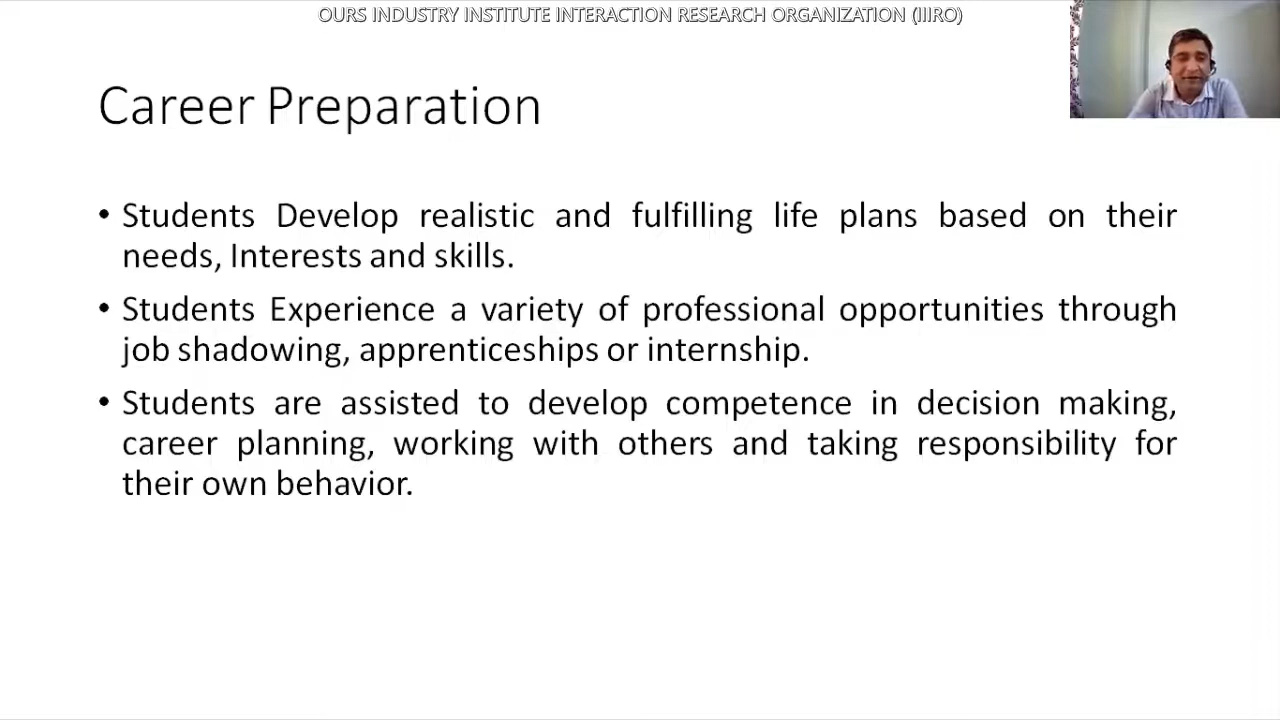 OURS INDUSTRY INSTITUTE INTERACTION RESEARCH ORGANIZATION (IIIRO)
Career Preparation
• Students Develop realistic and fulfilling life plans based on their
needs, Interests and skills.
• Students Experience a variety of professional opportunities through
job shadowing, apprenticeships or internship.
• Students are assisted to develop competence in decision making,
career planning, working with others and taking responsibility for
their own behavior.